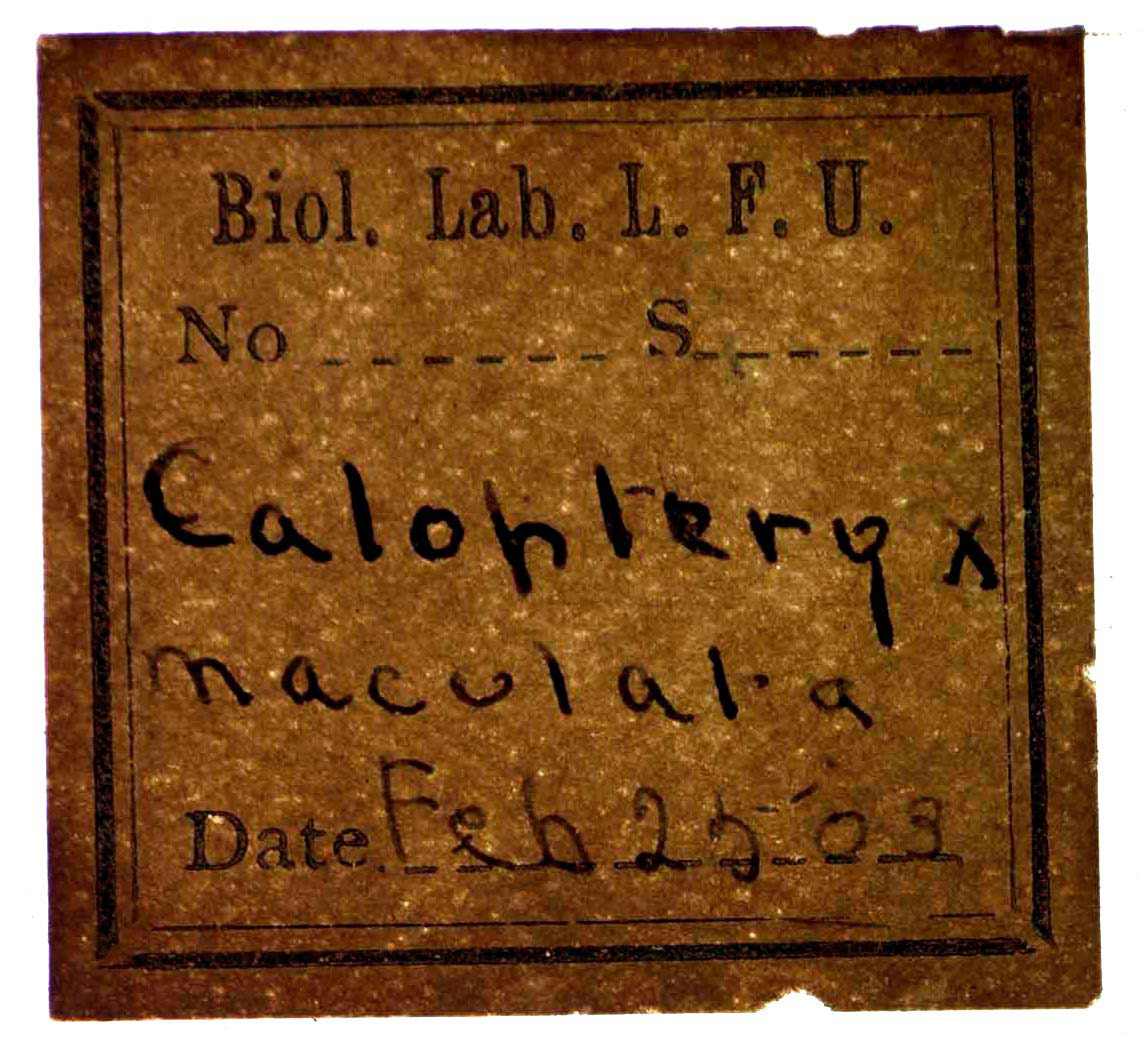 Biol. Lab. L. F. U.
No ------- S-------
Calopteryx
maculata
Date Feb 25 '03